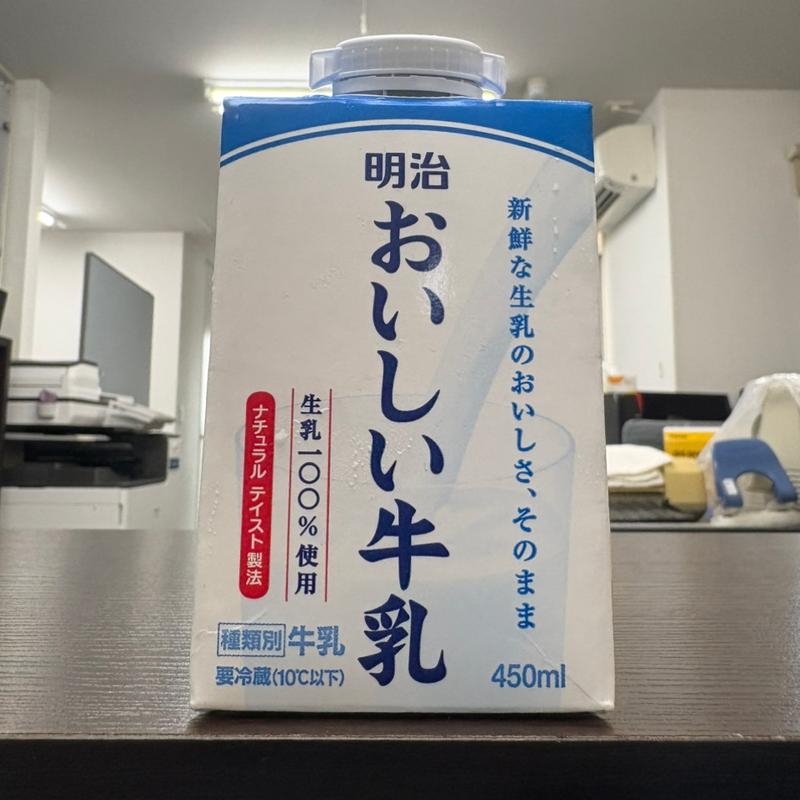 明治
おいしい牛乳
新鮮な生乳のおいしさ、そのまま
生乳一〇〇%使用
ナチュラル テイスト製法
種類別 牛乳
要冷蔵(10℃以下)
450ml